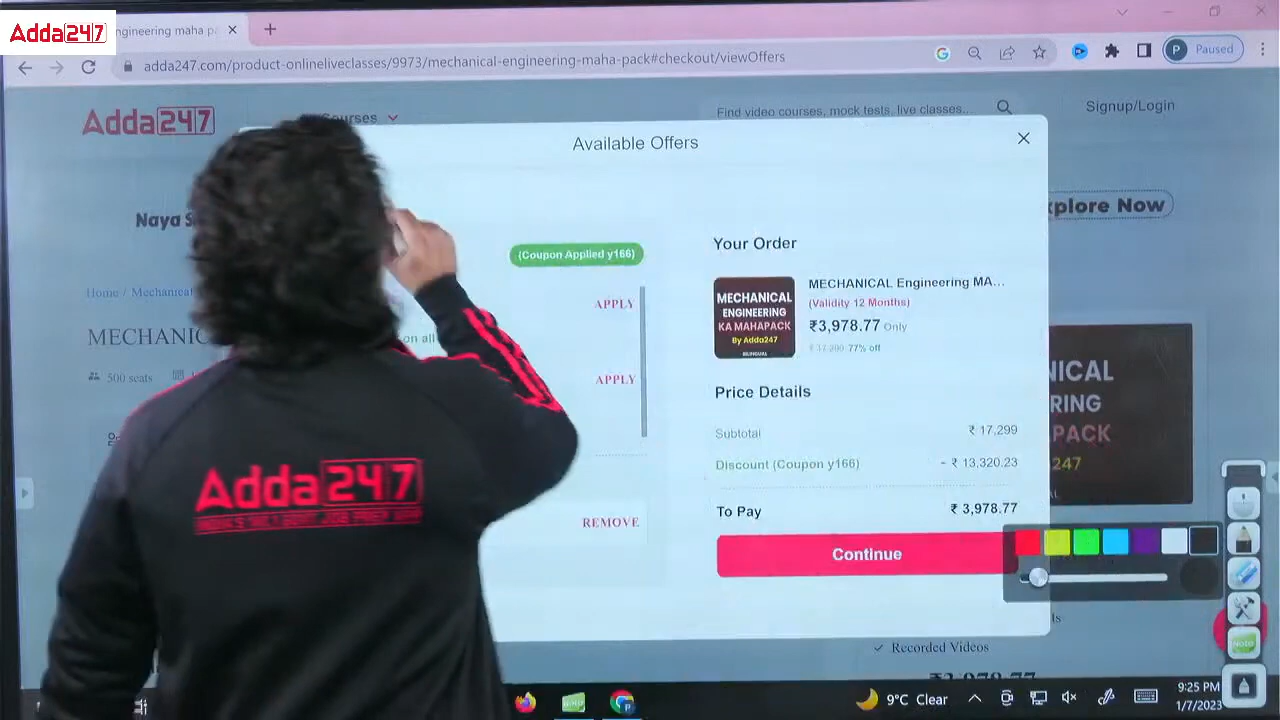 Adda247
ngineering maha pa
adda247.com/product-onlineliveclasses/9973/mechanical-engineering-maha-pack#checkout/viewOffers
P Paused
Adda247
Courses
Find video courses, mock tests, live classes...
Signup/Login
Available Offers
Naya
Explore Now
(Coupon Applied y166)
Your Order
Home / Mechanical
APPLY
MECHANICAL
ENGINEERING
KA MAHAPACK
By Adda247
BILINGUAL
MECHANICAL Engineering MA...
(Validity 12 Months)
₹3,978.77 Only
77% off
MECHANIC
on all
500 seats
APPLY
NICAL
RING
PACK
247
Price Details
Subtotal ₹ 17,299
Discount (Coupon y166) - ₹ 13,320.23
To Pay ₹ 3,978.77
REMOVE
Continue
Adda247
Recorded Videos
Note
9°C Clear
9:25 PM
1/7/2023